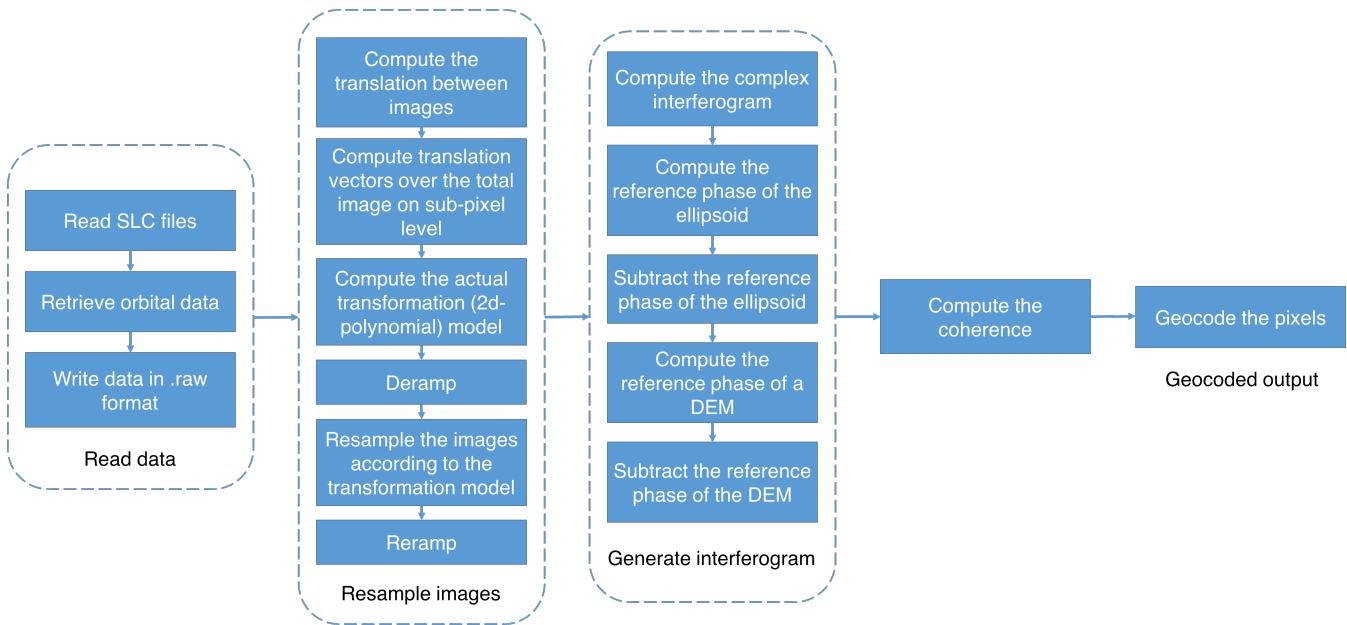 Read SLC files
Retrieve orbital data
Write data in .raw
format
Read data
Compute the
translation between
images
Compute translation
vectors over the total
image on sub-pixel
level
Compute the actual
transformation (2d-
polynomial) model
Deramp
Resample the images
according to the
transformation model
Reramp
Resample images
Compute the complex
interferogram
Compute the
reference phase of the
ellipsoid
Subtract the reference
phase of the ellipsoid
Compute the
reference phase of a
DEM
Subtract the reference
phase of the DEM
Generate interferogram
Compute the
coherence
Geocode the pixels
Geocoded output